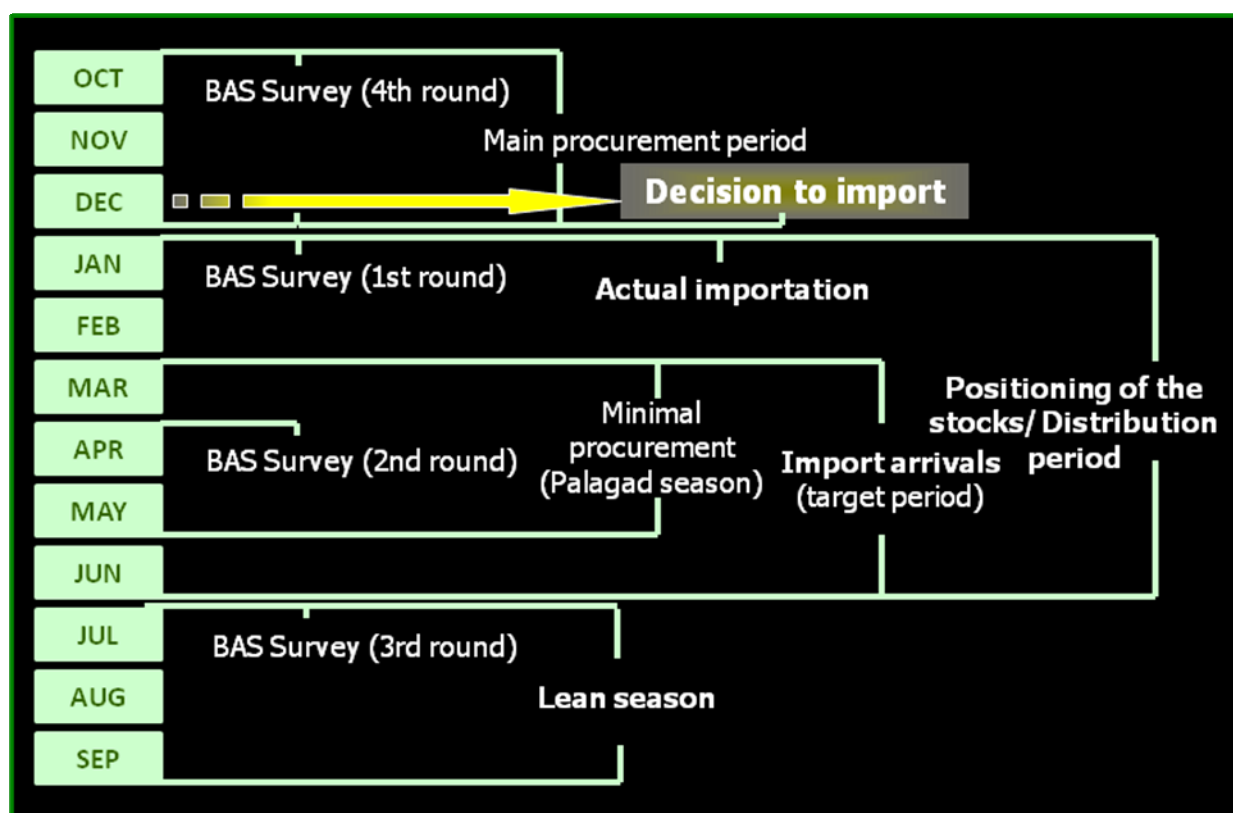 OCT
BAS Survey (4th round)
NOV
Main procurement period
DEC
Decision to import
JAN
BAS Survey (1st round)
Actual importation
FEB
MAR
Positioning of the
stocks/ Distribution
period
Minimal
procurement
(Palagad season)
APR
BAS Survey (2nd round)
Import arrivals
(target period)
MAY
JUN
JUL
BAS Survey (3rd round)
AUG
Lean season
SEP